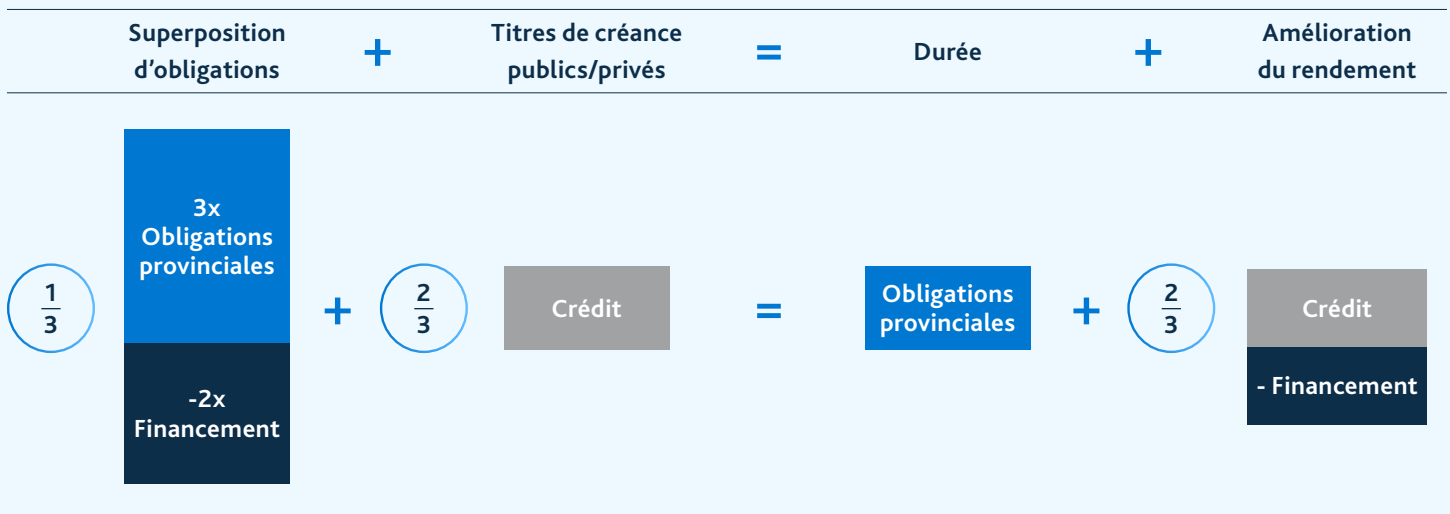 Superposition
d'obligations
+
Titres de créance
publics/privés
=
Durée
+
Amélioration
du rendement
1
3
3x
Obligations
provinciales
-2x
Financement
+
2
3
Crédit
=
Obligations
provinciales
+
2
3
Crédit
- Financement